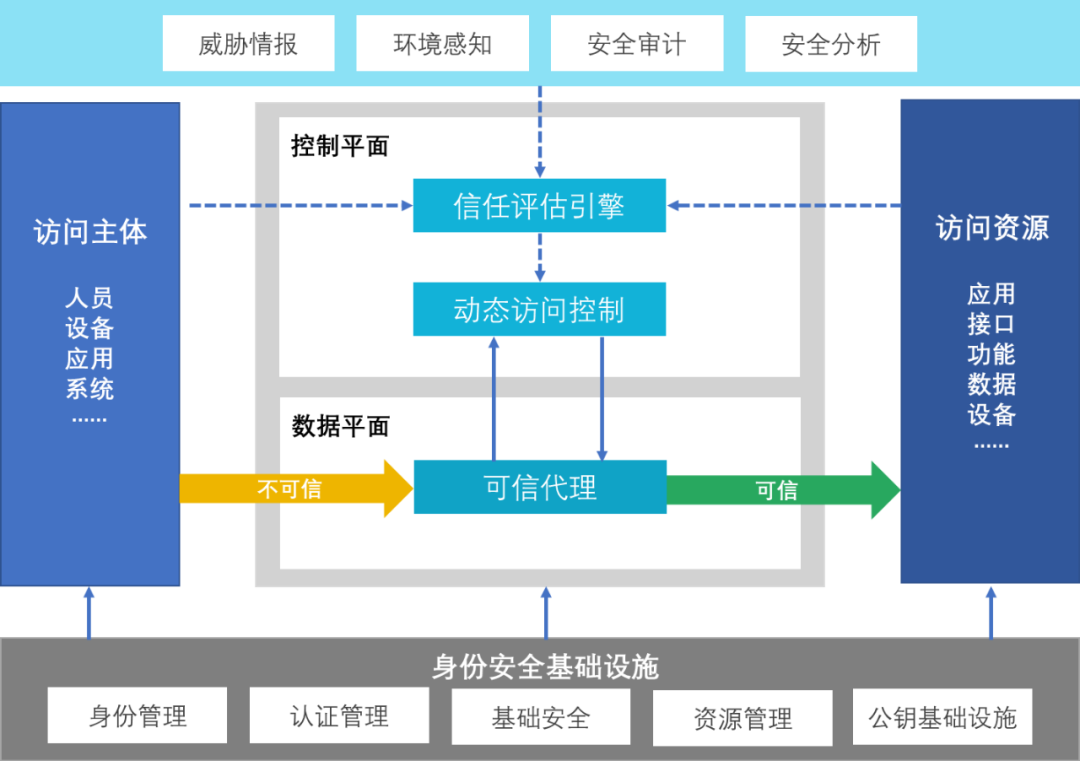 威胁情报
环境感知
安全审计
安全分析
控制平面
信任评估引擎
动态访问控制
访问主体
人员
设备
应用
系统
......
访问资源
应用
接口
功能
数据
设备
......
数据平面
不可信
可信代理
可信
身份安全基础设施
身份管理
认证管理
基础安全
资源管理
公钥基础设施